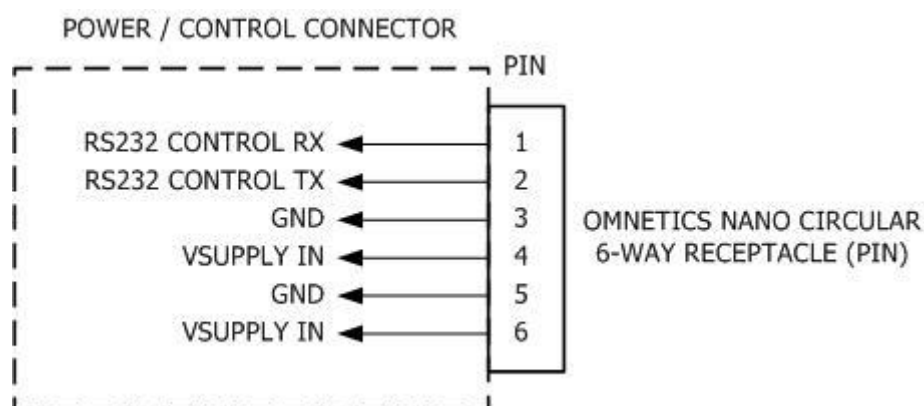 POWER / CONTROL CONNECTOR
PIN
RS232 CONTROL RX 1
RS232 CONTROL TX 2
GND 3
VSUPPLY IN 4
GND 5
VSUPPLY IN 6
OMNETICS NANO CIRCULAR
6-WAY RECEPTACLE (PIN)